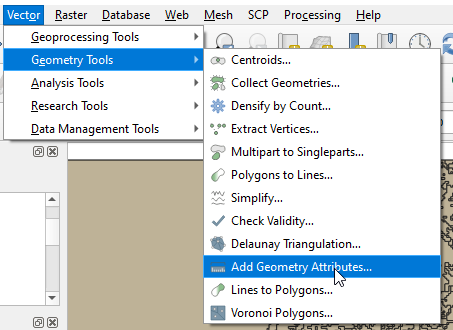 Vector Raster Database Web Mesh SCP Processing Help
Geoprocessing Tools
Geometry Tools
Analysis Tools
Research Tools
Data Management Tools
Centroids...
Collect Geometries...
Densify by Count...
Extract Vertices...
Multipart to Singleparts...
Polygons to Lines...
Simplify...
Check Validity...
Delaunay Triangulation...
Add Geometry Attributes...
Lines to Polygons...
Voronoi Polygons...